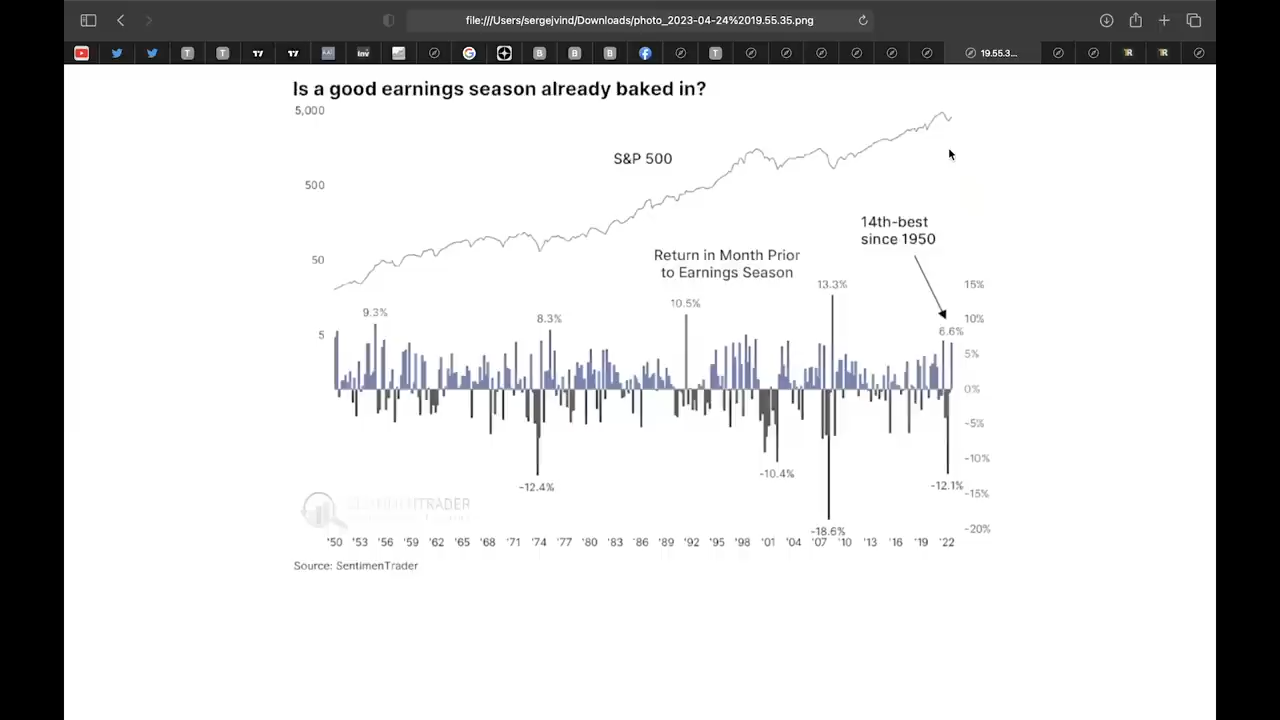 file:///Users/sergejvind/Downloads/photo_2023-04-24%2019.55.35.png
T
T
inv
B
B
B
T
19.55.3...
R
R
Is a good earnings season already baked in?
5,000
S&P 500
500
14th-best
since 1950
50
Return in Month Prior
to Earnings Season
13.3%
15%
10.5%
9.3%
8.3%
10%
5
6.6%
5%
0%
-5%
-10%
-10.4%
-12.4%
-12.1%
-15%
TRADER
-18.6%
-20%
'50 '53 '56 '59 '62 '65 '68 '71 '74 '77 '80 '83 '86 '89 '92 '95 '98 '01 '04 '07 '10 '13 '16 '19 '22
Source: SentimenTrader